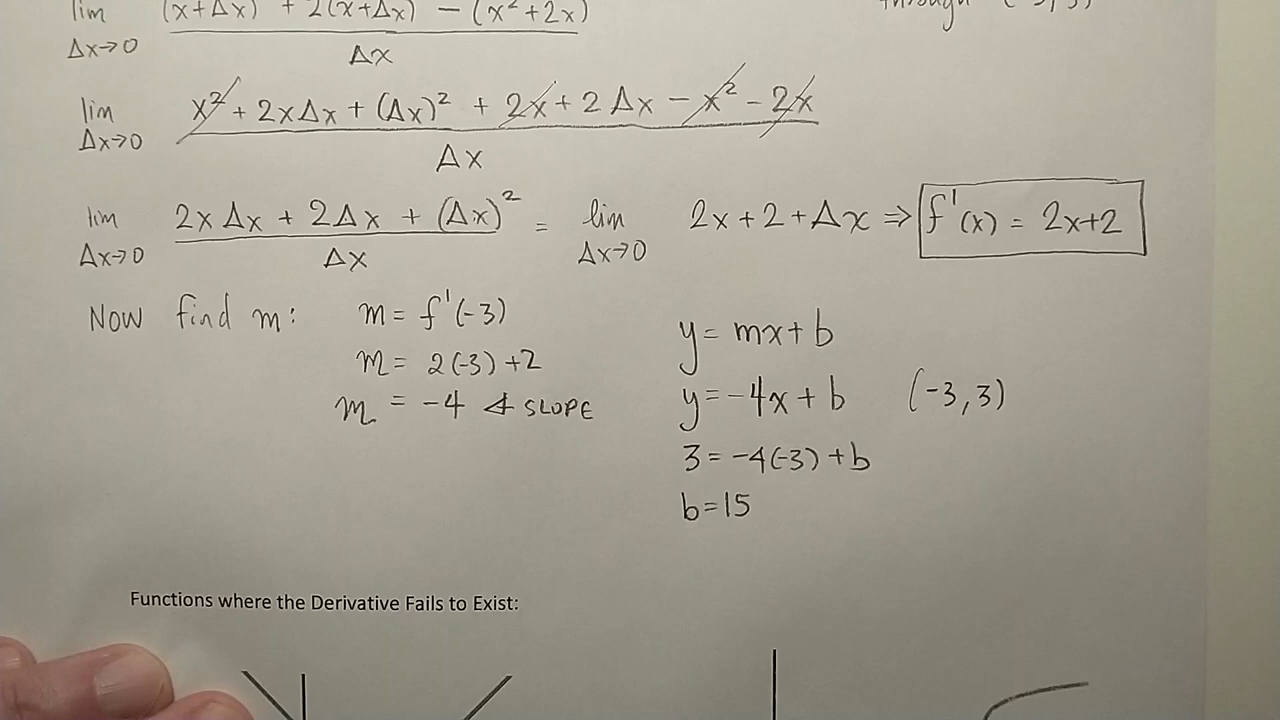 lim (x+Δx)² + 2(x+Δx) − (x²+2x)
Δx→0 Δx
through
lim x² + 2xΔx + (Δx)² + 2x + 2Δx − x² − 2x
Δx→0 Δx
lim 2xΔx + 2Δx + (Δx)² = lim 2x+2+Δx ⇒ f'(x) = 2x+2
Δx→0 Δx Δx→0
Now find m: m = f'(-3)
m = 2(-3)+2
m = -4 ∢ SLOPE
y = mx+b
y = -4x+b (-3,3)
3 = -4(-3)+b
b=15
Functions where the Derivative Fails to Exist: